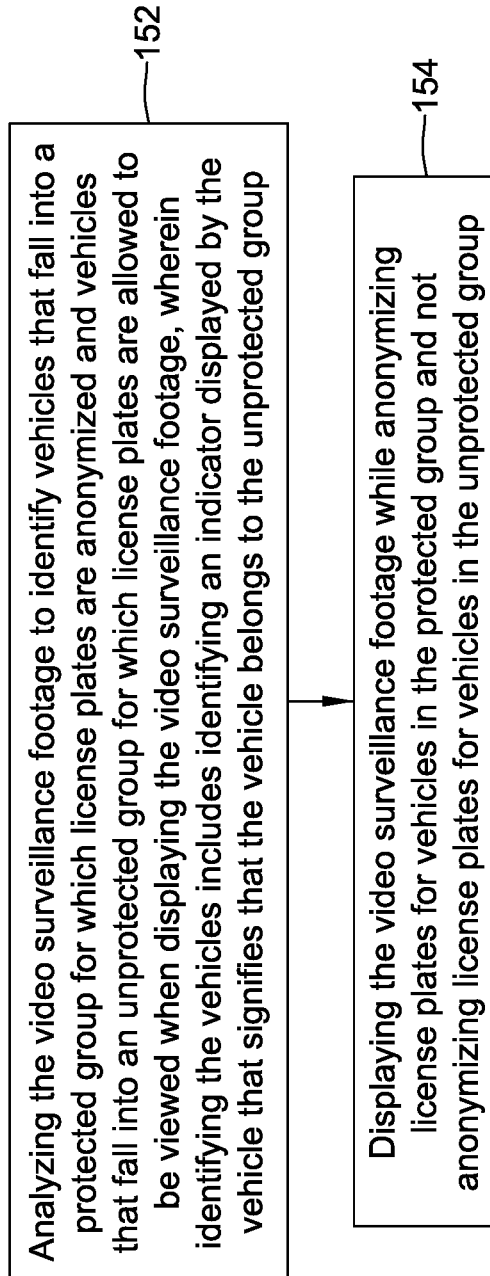 Analyzing the video surveillance footage to identify vehicles that fall into a
protected group for which license plates are anonymized and vehicles
that fall into an unprotected group for which license plates are allowed to
be viewed when displaying the video surveillance footage, wherein
identifying the vehicles includes identifying an indicator displayed by the
vehicle that signifies that the vehicle belongs to the unprotected group
152
Displaying the video surveillance footage while anonymizing
license plates for vehicles in the protected group and not
anonymizing license plates for vehicles in the unprotected group
154